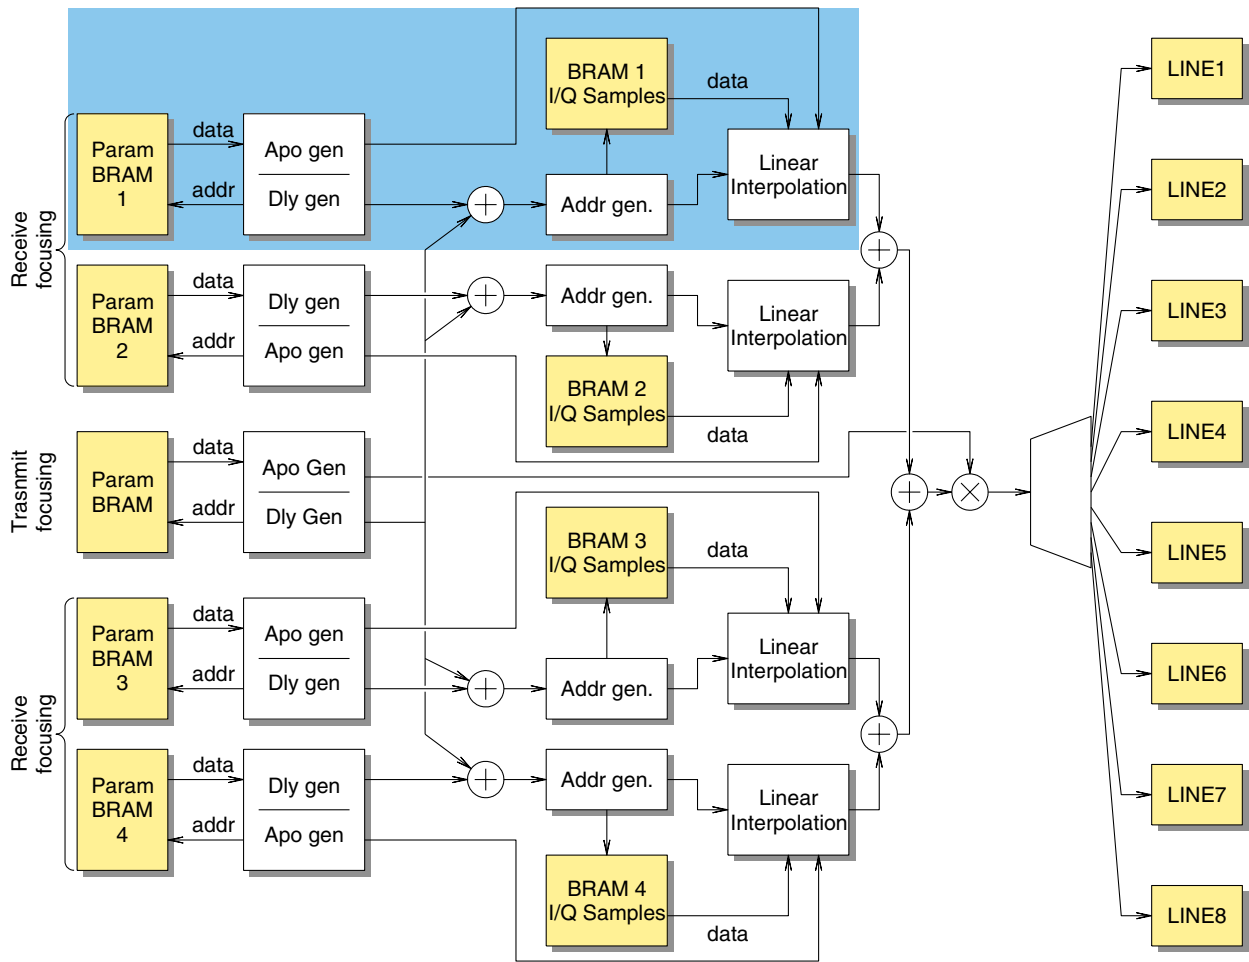 Receive
focusing
Param
BRAM
1
data
addr
Apo gen
Dly gen
+
BRAM 1
I/Q Samples
data
Addr gen.
Linear
Interpolation
+
Param
BRAM
2
data
addr
Dly gen
Apo gen
+
Addr gen.
BRAM 2
I/Q Samples
data
Linear
Interpolation
Trasnmit
focusing
Param
BRAM
data
addr
Apo Gen
Dly Gen
+
×
Receive
focusing
Param
BRAM
3
data
addr
Apo gen
Dly gen
+
BRAM 3
I/Q Samples
data
Addr gen.
Linear
Interpolation
+
Param
BRAM
4
data
addr
Dly gen
Apo gen
+
Addr gen.
BRAM 4
I/Q Samples
data
Linear
Interpolation
LINE1
LINE2
LINE3
LINE4
LINE5
LINE6
LINE7
LINE8